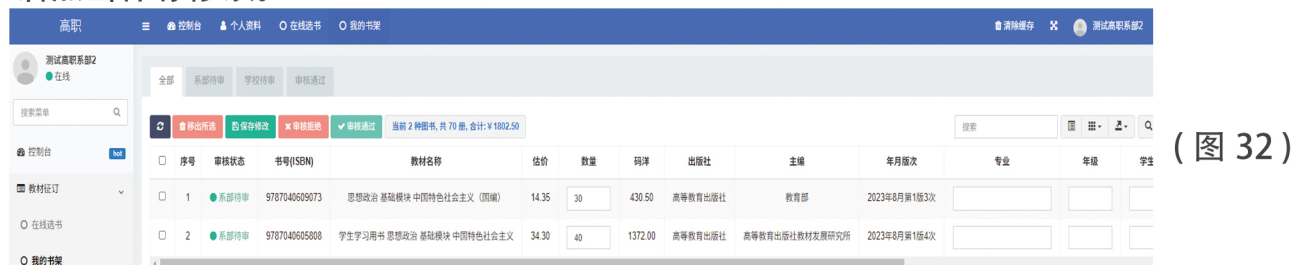 高职 控制台 个人资料 在线选书 我的书架 清除缓存 测试高职系部2
测试高职系部2
在线
全部 系部待审 学校待审 审核通过
搜索菜单
移出所选 保存修改 审核拒绝 审核通过 当前 2 种图书, 共 70 册, 合计: ¥ 1802.50 搜索
控制台 hot
序号 审核状态 书号(ISBN) 教材名称 估价 数量 码洋 出版社 主编 年月版次 专业 年级 学生
(图 32)
教材征订
1 系部待审 9787040609073 思想政治 基础模块 中国特色社会主义（国编） 14.35 30 430.50 高等教育出版社 教育部 2023年8月第1版3次
在线选书
2 系部待审 9787040605808 学生学习用书 思想政治 基础模块 中国特色社会主义 34.30 40 1372.00 高等教育出版社 高等教育出版社教材发展研究所 2023年8月第1版4次
我的书架